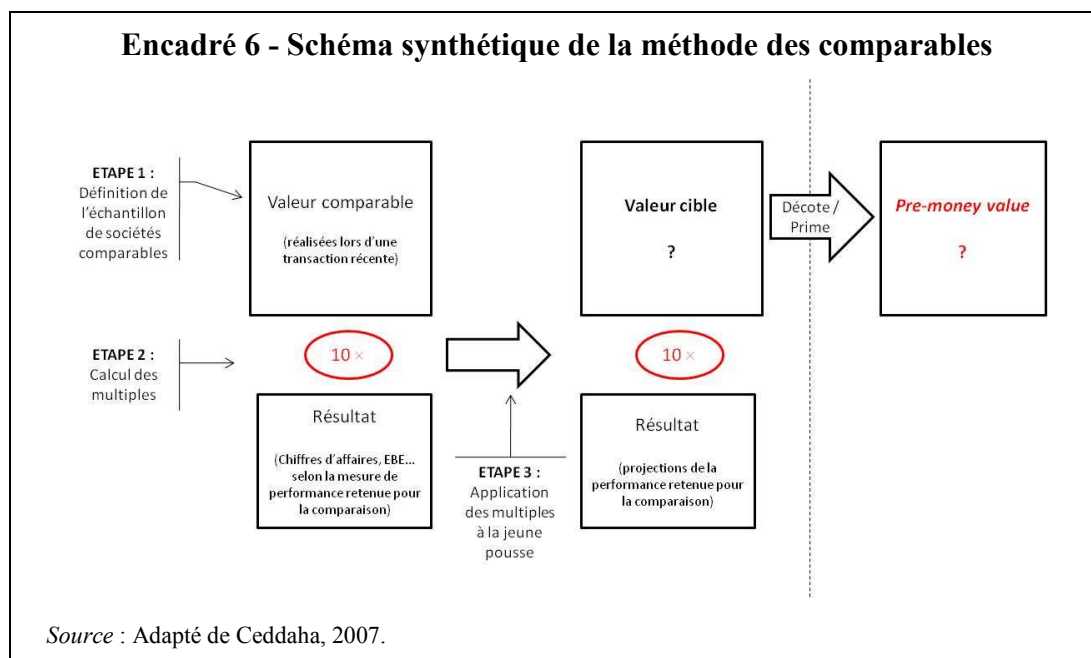 Encadré 6 - Schéma synthétique de la méthode des comparables
ETAPE 1 :
Définition de
l'échantillon
de sociétés
comparables
Valeur comparable
(réalisées lors d'une
transaction récente)
Valeur cible
?
Décote /
Prime
Pre-money value
?
ETAPE 2 :
Calcul des
multiples
10 ×
10 ×
Résultat
(Chiffres d'affaires, EBE...
selon la mesure de
performance retenue pour
la comparaison)
ETAPE 3 :
Application
des multiples
à la jeune
pousse
Résultat
(projections de la
performance retenue pour
la comparaison)
Source : Adapté de Ceddaha, 2007.